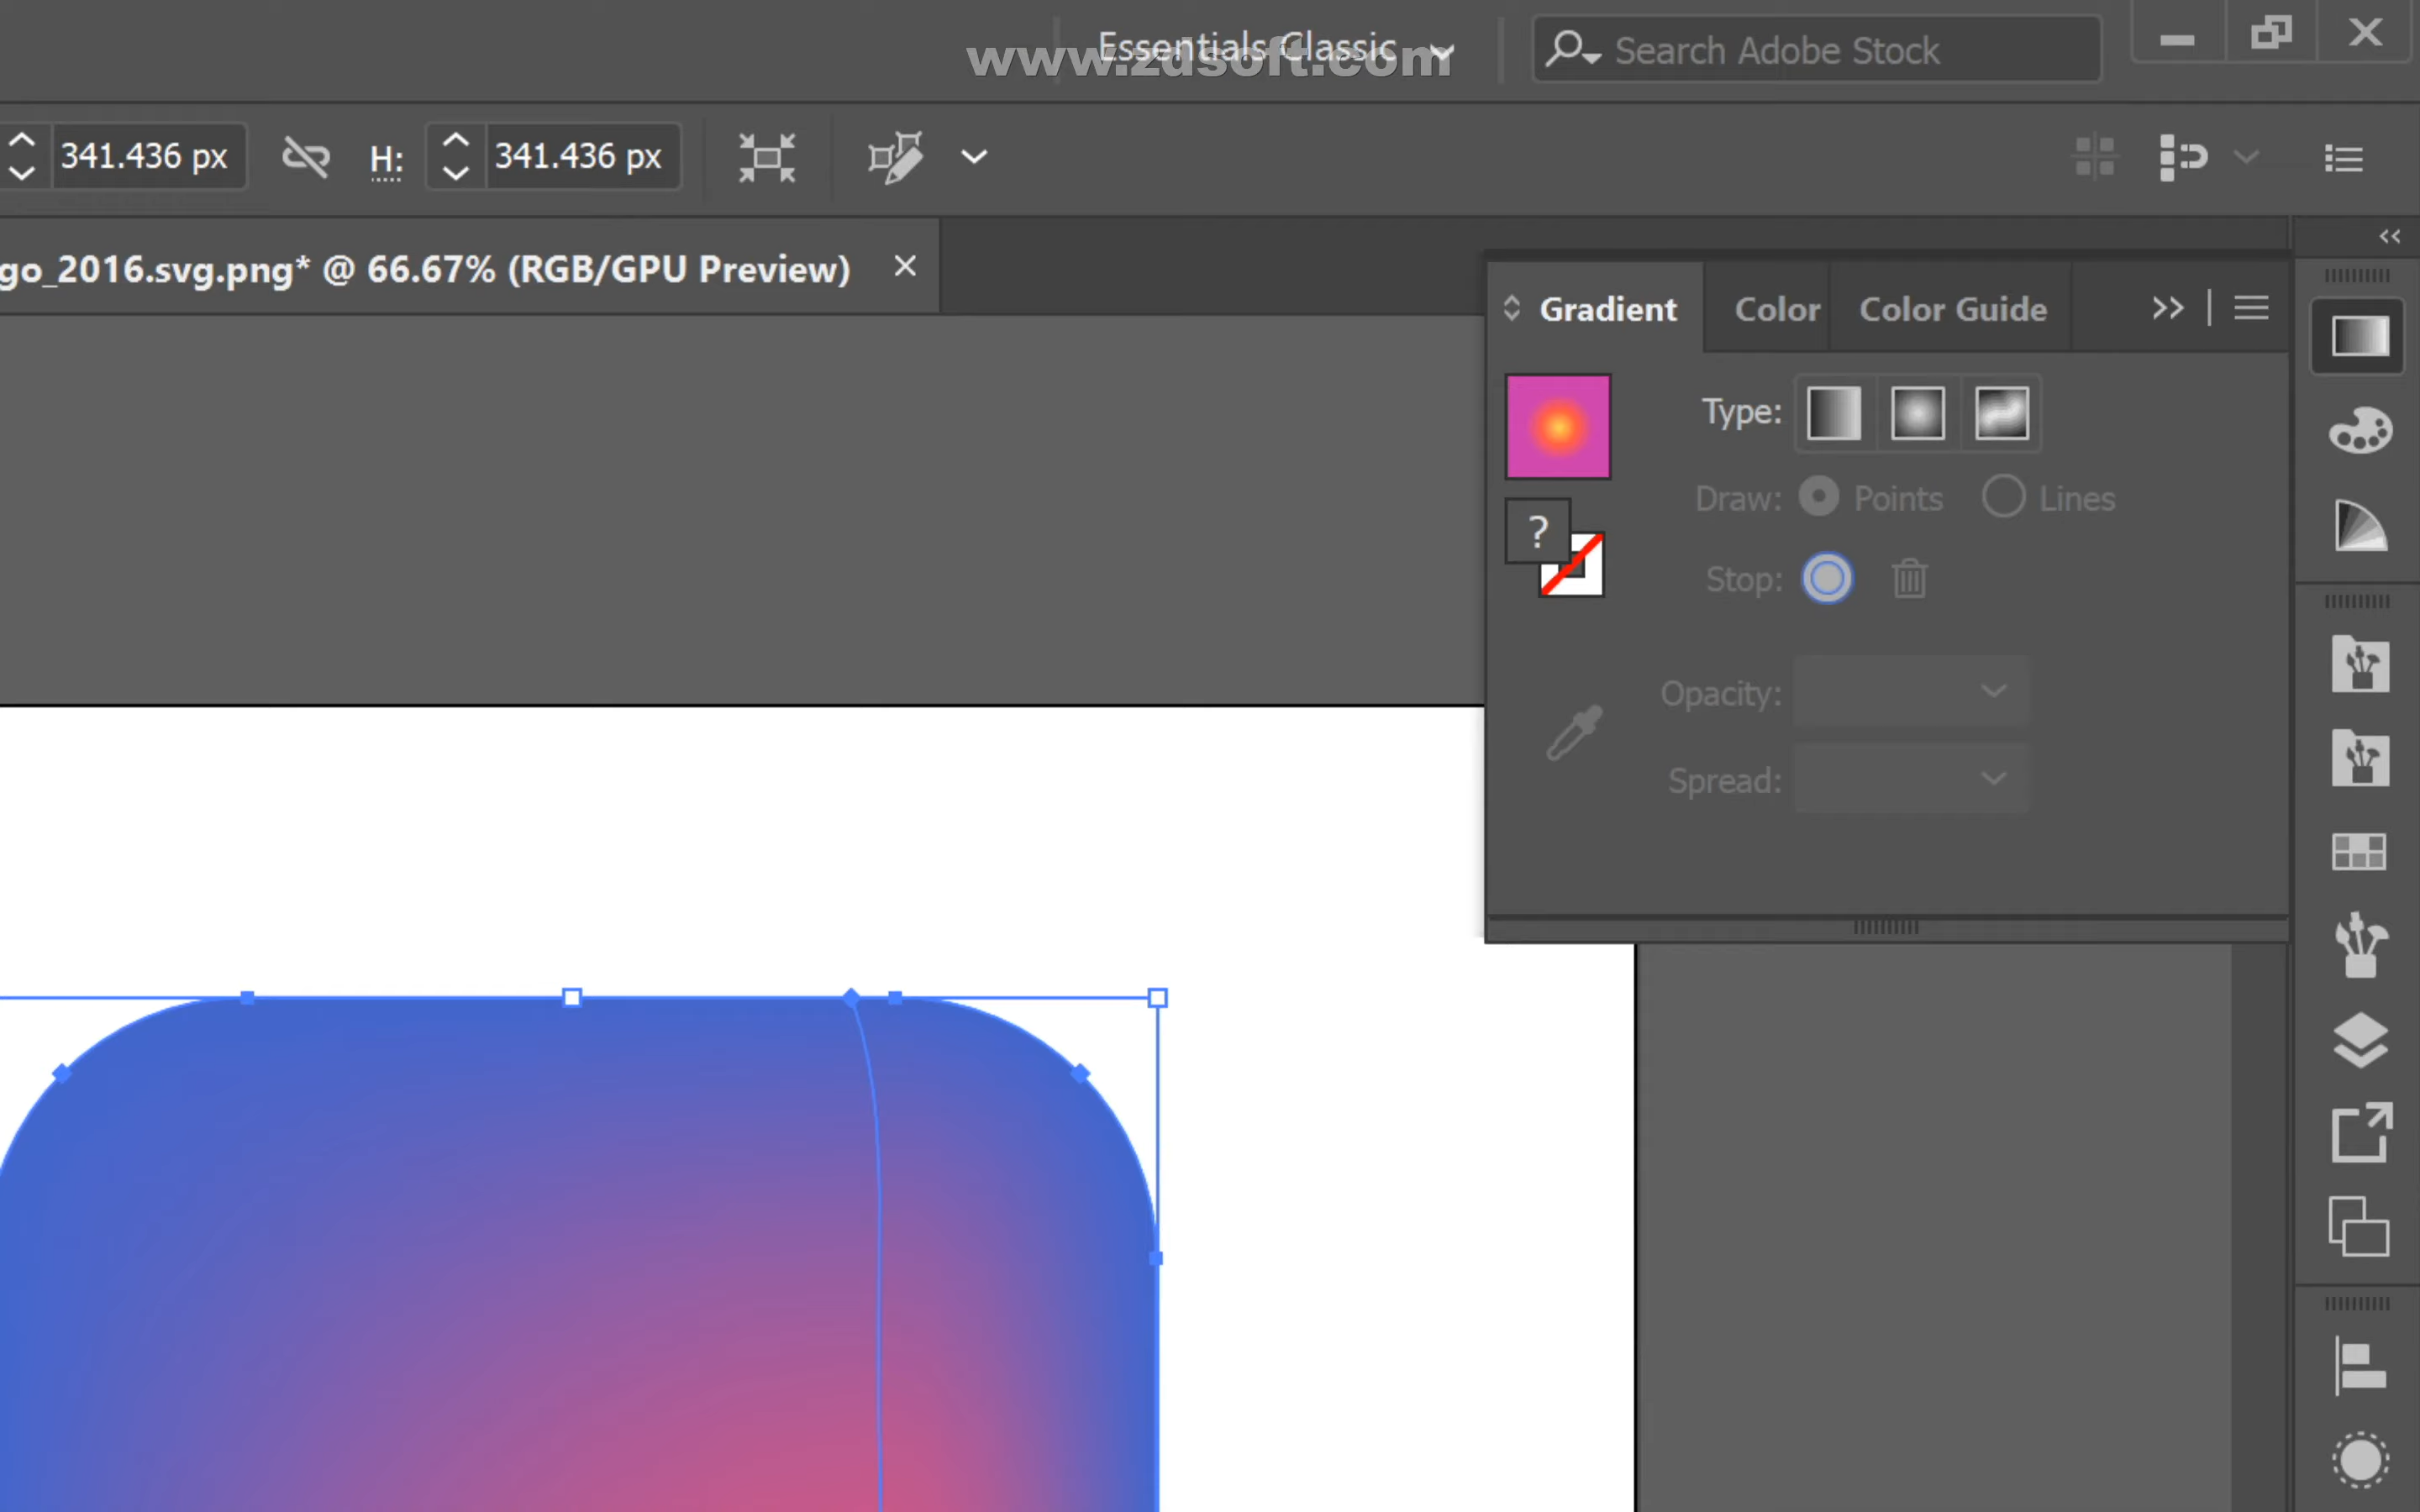 Essentials Classic
www.zdsoft.com
Search Adobe Stock
341.436 px
H:
341.436 px
go_2016.svg.png* @ 66.67% (RGB/GPU Preview)
Gradient
Color
Color Guide
Type:
Draw:
Points
Lines
?
Stop:
Opacity:
Spread: